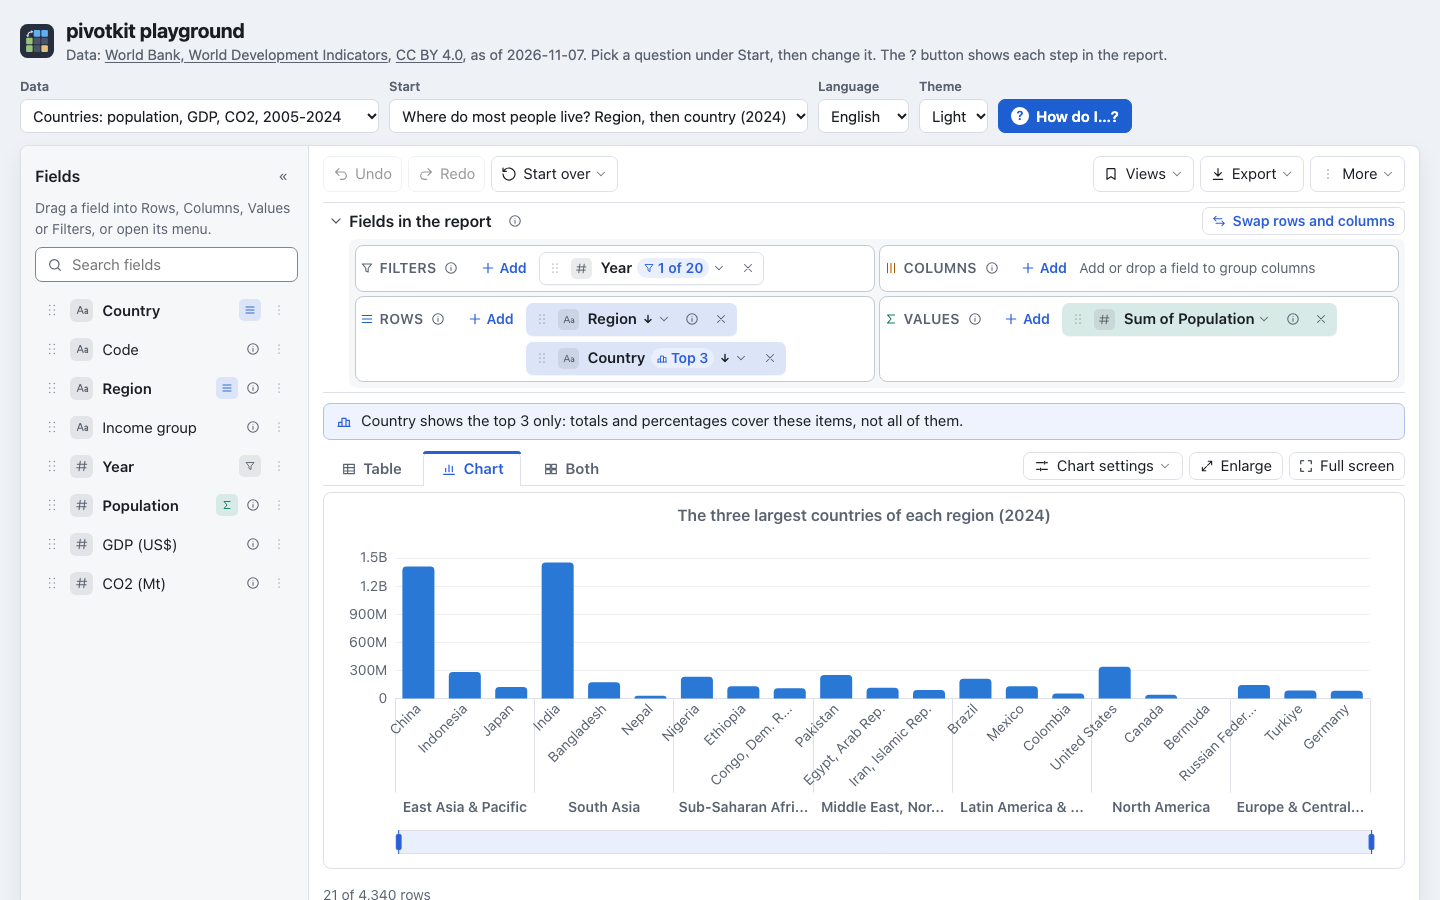 pivotkit playground
Data: World Bank, World Development Indicators, CC BY 4.0, as of 2026-11-07. Pick a question under Start, then change it. The ? button shows each step in the report.
Data
Start
Language
Theme
Countries: population, GDP, CO2, 2005-2024
Where do most people live? Region, then country (2024)
English
Light
? How do I...?
Fields
«
Drag a field into Rows, Columns, Values
or Filters, or open its menu.
Search fields
Aa Country
Aa Code
Aa Region
Aa Income group
# Year
# Population Σ
# GDP (US$)
# CO2 (Mt)
Undo
Redo
Start over
Views
Export
More
Fields in the report
Swap rows and columns
FILTERS + Add # Year 1 of 20 ×
COLUMNS + Add Add or drop a field to group columns
ROWS + Add Aa Region ↓ ×
Aa Country Top 3 ↓ ×
Σ VALUES + Add # Sum of Population ×
Country shows the top 3 only: totals and percentages cover these items, not all of them.
Table
Chart
Both
Chart settings
Enlarge
Full screen
The three largest countries of each region (2024)
1.5B
1.2B
900M
600M
300M
0
China
Indonesia
Japan
India
Bangladesh
Nepal
Nigeria
Ethiopia
Congo, Dem. R...
Pakistan
Egypt, Arab Rep.
Iran, Islamic Rep.
Brazil
Mexico
Colombia
United States
Canada
Bermuda
Russian Feder...
Turkiye
Germany
East Asia & Pacific
South Asia
Sub-Saharan Afri...
Middle East, Nor...
Latin America & ...
North America
Europe & Central...
21 of 4,340 rows